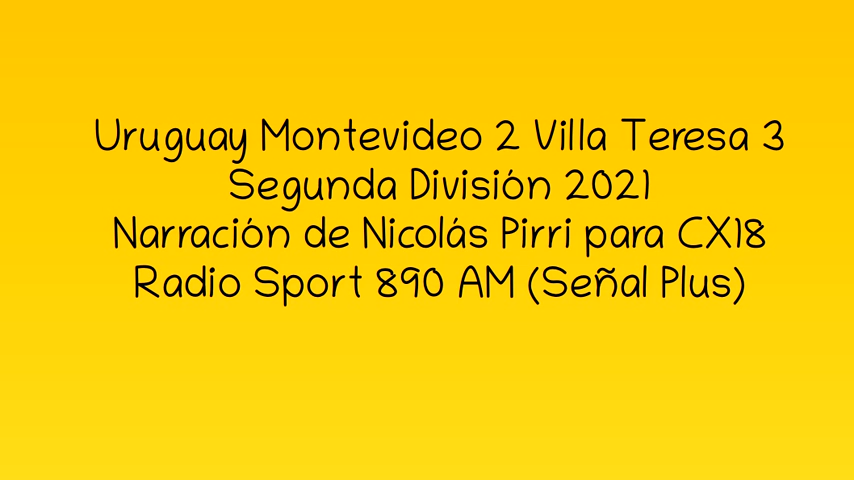 Uruguay Montevideo 2 Villa Teresa 3
Segunda División 2021
Narración de Nicolás Pirri para CX18
Radio Sport 890 AM (Señal Plus)